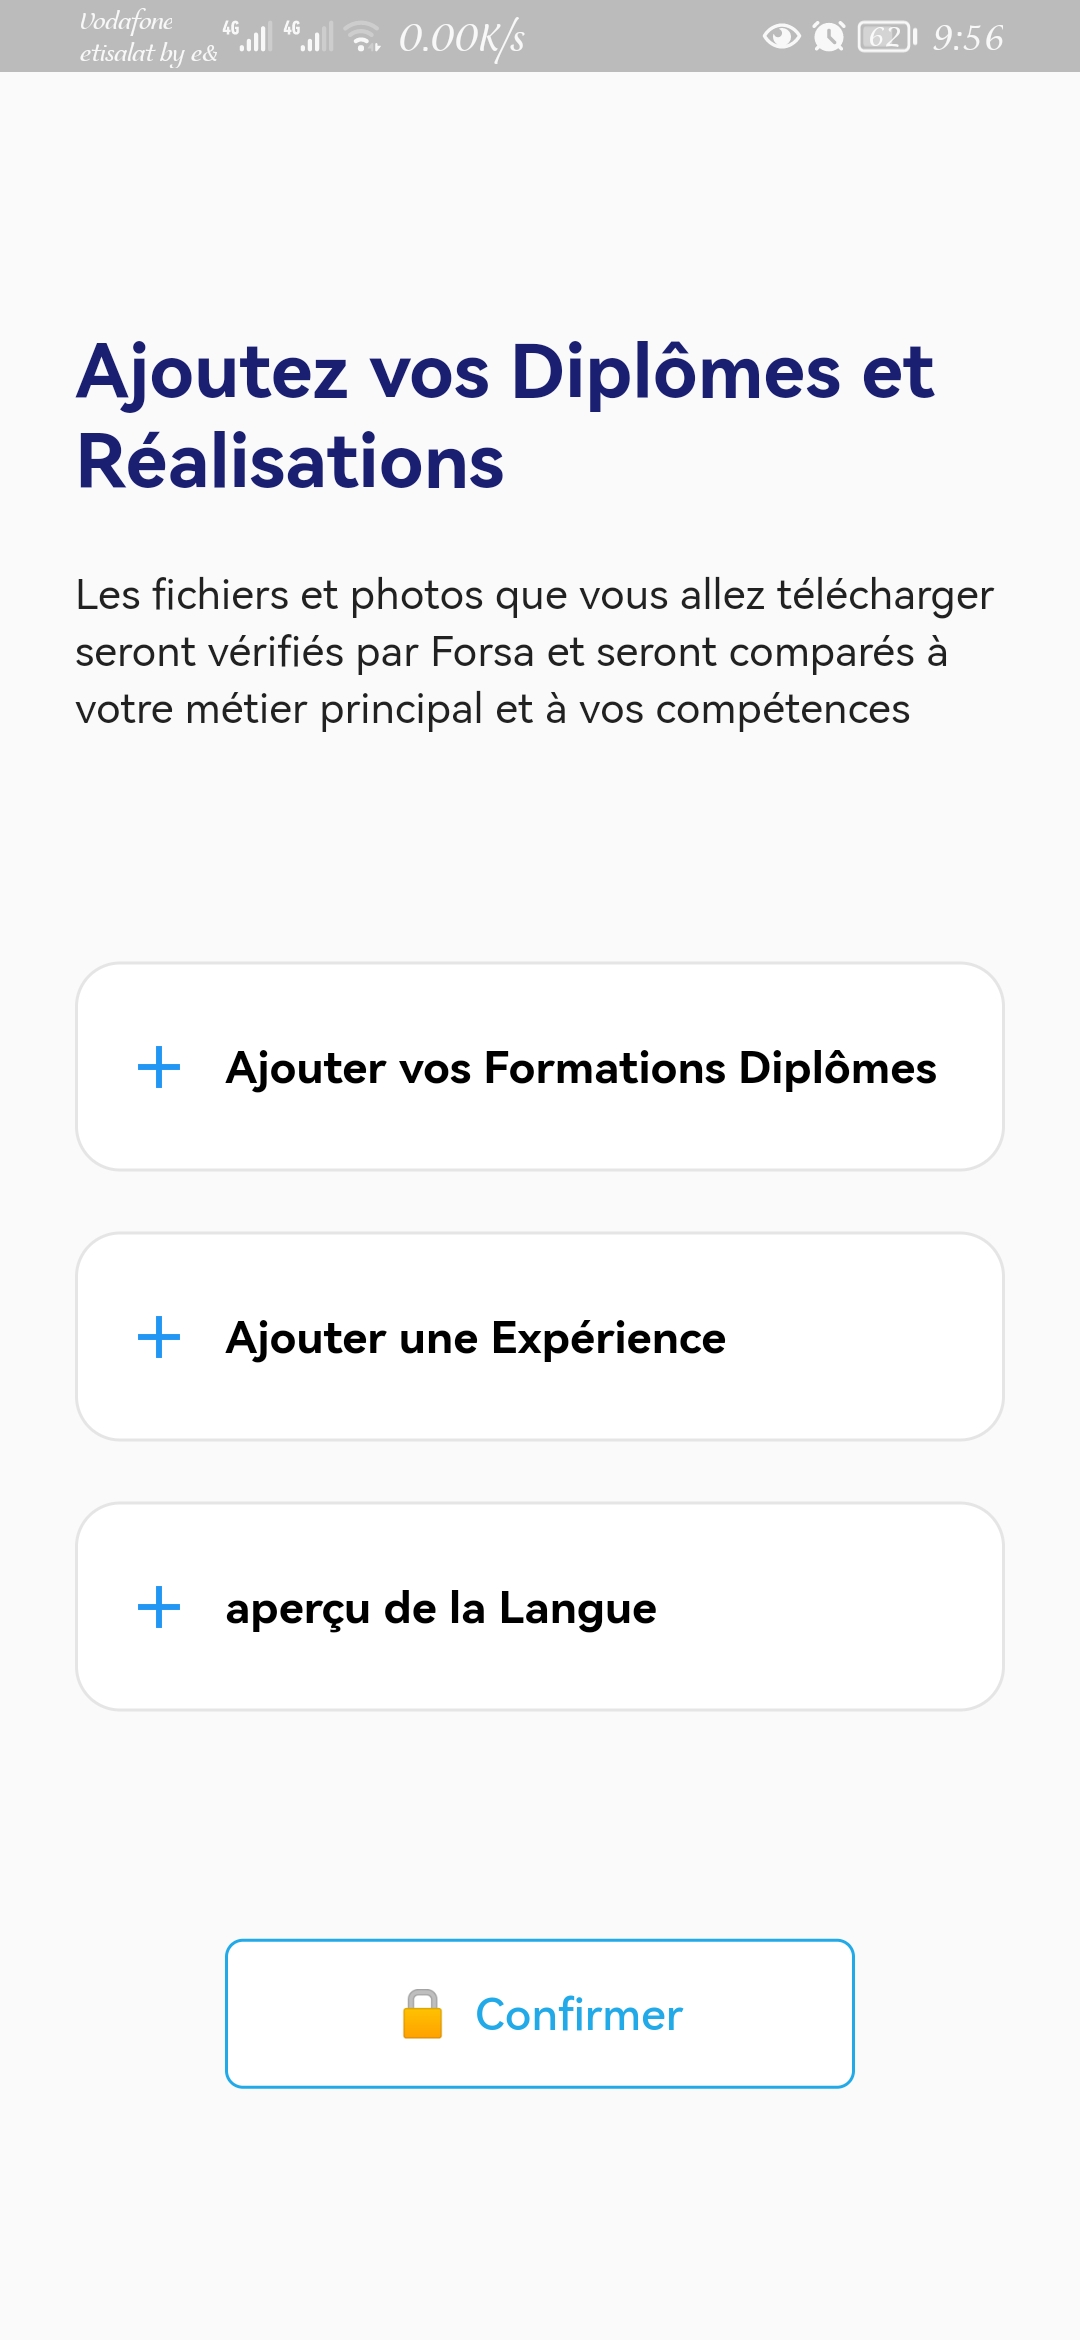 Vodafone
etisalat by e&
4G 4G 0.00K/s 62 9:56
Ajoutez vos Diplômes et
Réalisations
Les fichiers et photos que vous allez télécharger
seront vérifiés par Forsa et seront comparés à
votre métier principal et à vos compétences
Ajouter vos Formations Diplômes
Ajouter une Expérience
aperçu de la Langue
Confirmer